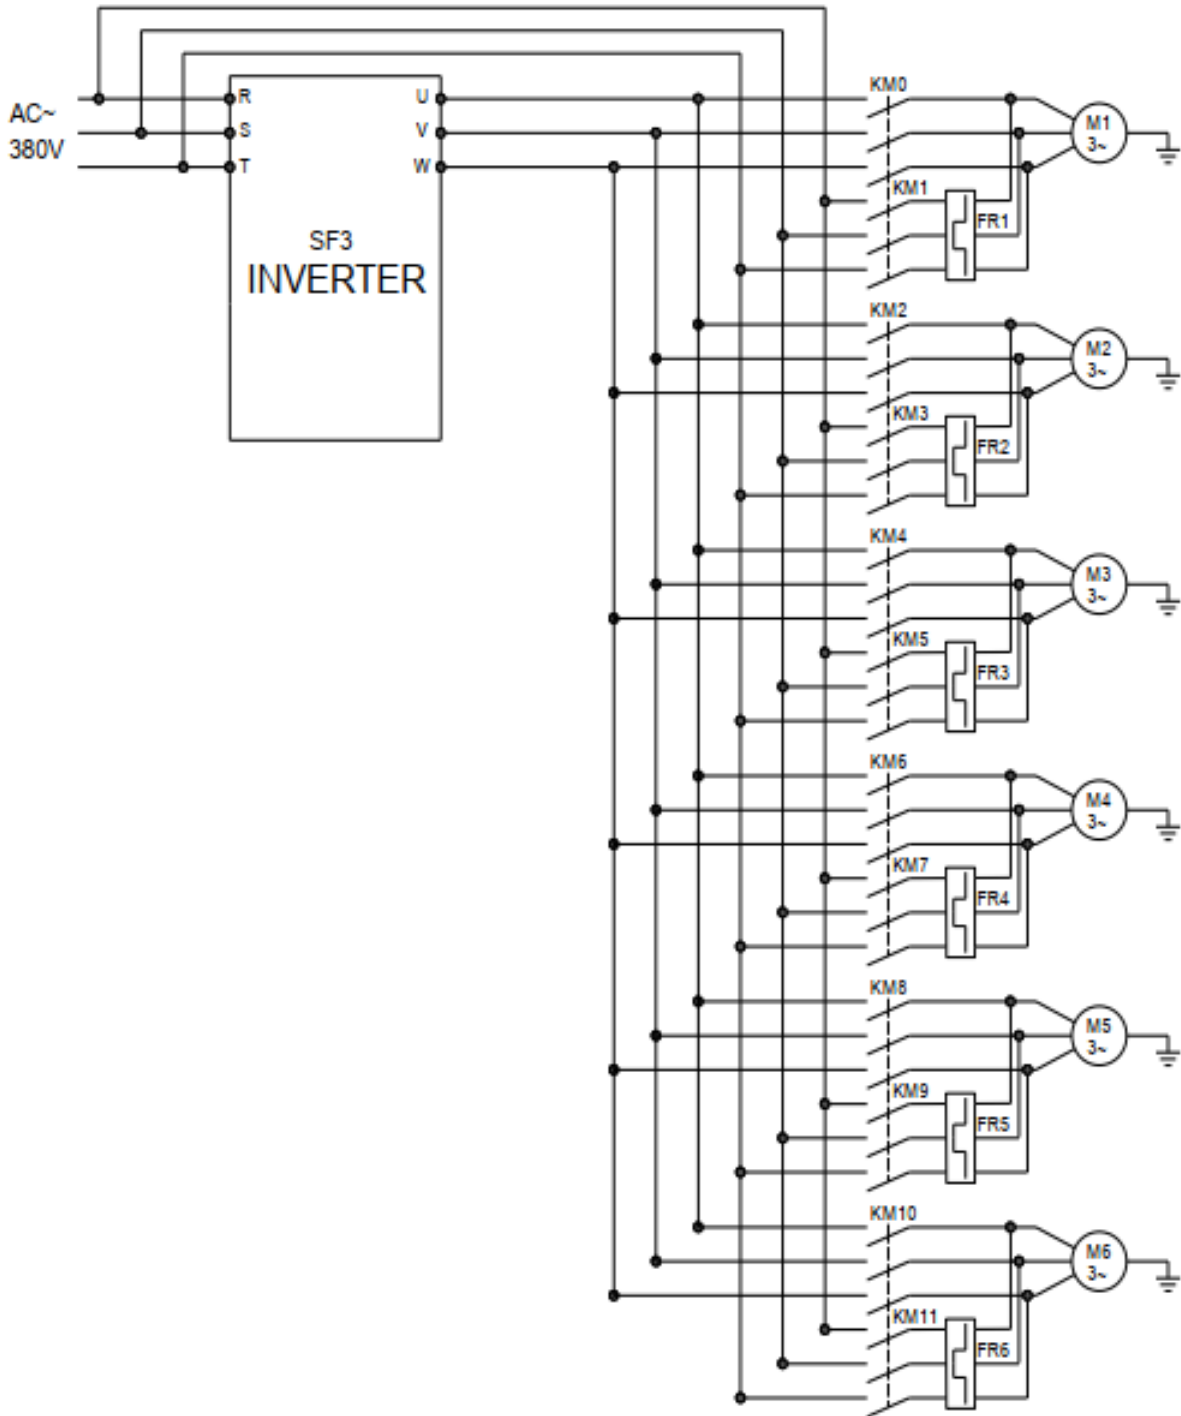 AC~
380V
R
S
T
U
V
W
SF3
INVERTER
KM0
M1
3~
KM1
FR1
KM2
M2
3~
KM3
FR2
KM4
M3
3~
KM5
FR3
KM6
M4
3~
KM7
FR4
KM8
M5
3~
KM9
FR5
KM10
M6
3~
KM11
FR6